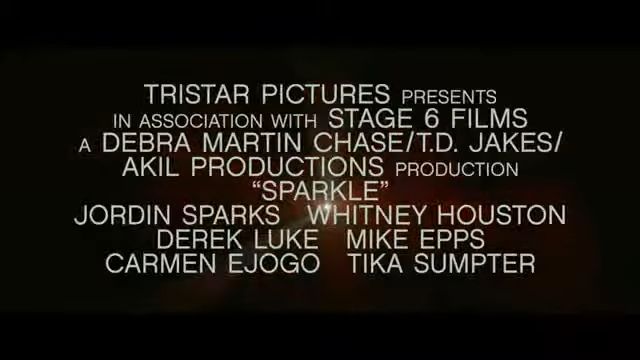 TRISTAR PICTURES PRESENTS
IN ASSOCIATION WITH STAGE 6 FILMS
A DEBRA MARTIN CHASE/T.D. JAKES/
AKIL PRODUCTIONS PRODUCTION
“SPARKLE”
JORDIN SPARKS WHITNEY HOUSTON
DEREK LUKE MIKE EPPS
CARMEN EJOGO TIKA SUMPTER